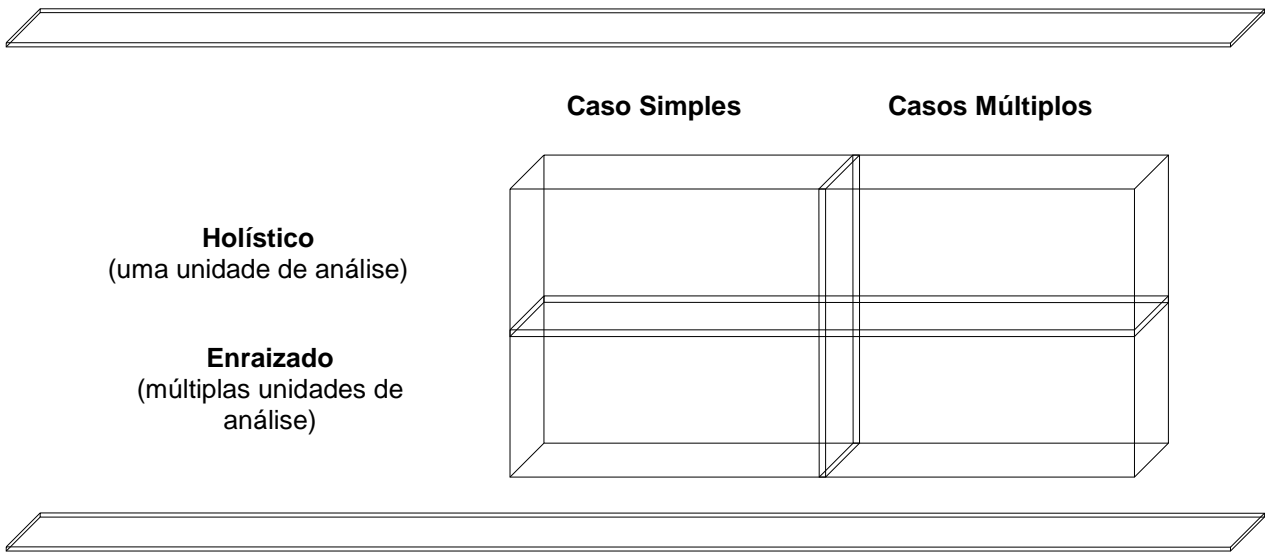 Caso Simples
Casos Múltiplos
Holístico
(uma unidade de análise)
Enraizado
(múltiplas unidades de
análise)